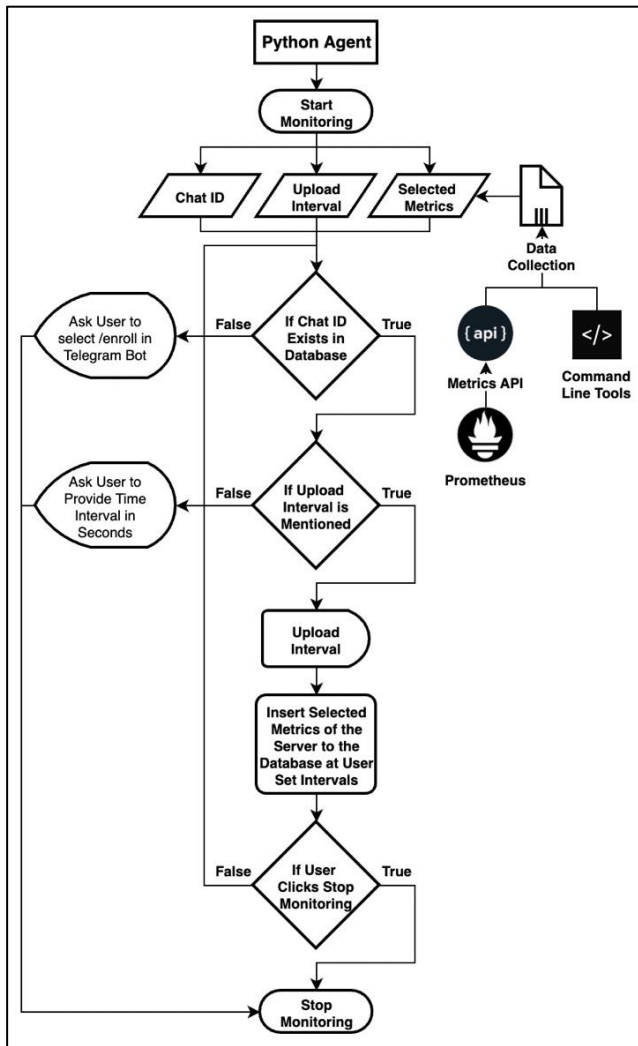 Python Agent
Start
Monitoring
Chat ID
Upload
Interval
Selected
Metrics
Data
Collection
{ api }
</>
Metrics API
Command
Line Tools
Prometheus
Ask User to
select /enroll in
Telegram Bot
False
If Chat ID
Exists in
Database
True
Ask User to
Provide Time
Interval in
Seconds
False
If Upload
Interval is
Mentioned
True
Upload
Interval
Insert Selected
Metrics of the
Server to the
Database at User
Set Intervals
False
If User
Clicks Stop
Monitoring
True
Stop
Monitoring